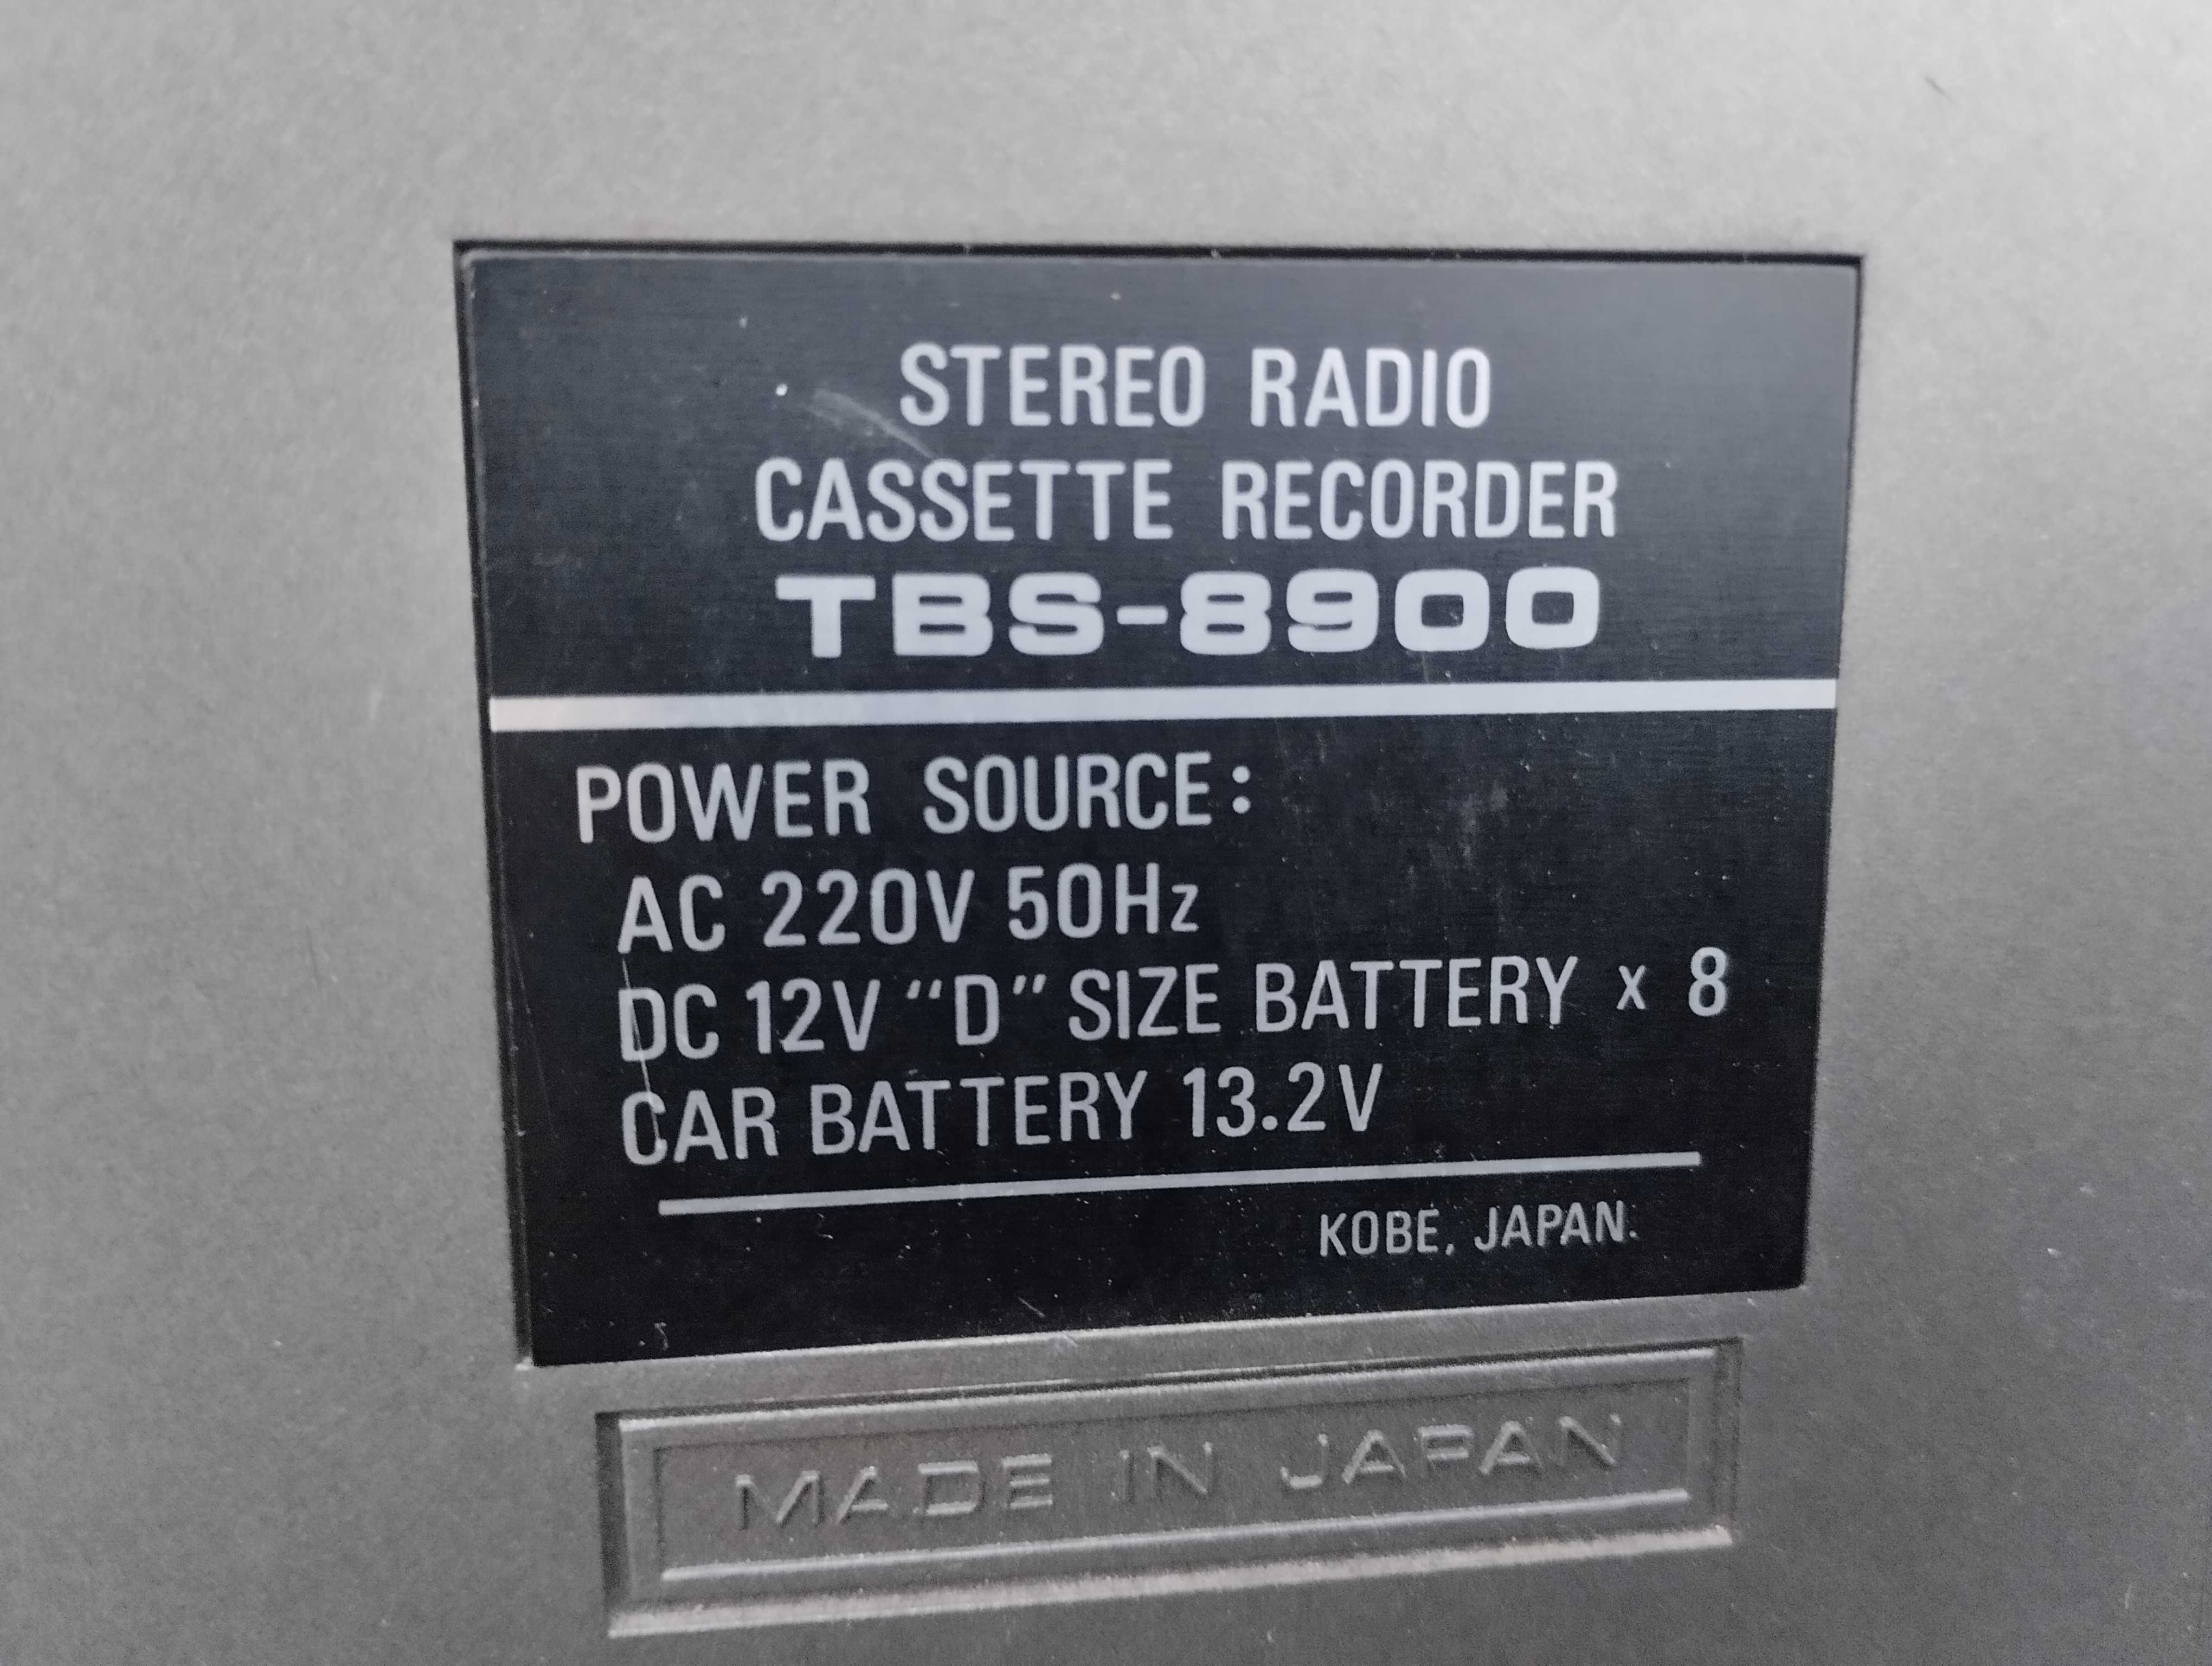 STEREO RADIO
CASSETTE RECORDER
TBS-8900
POWER SOURCE:
AC 220V 50Hz
DC 12V "D" SIZE BATTERY x 8
CAR BATTERY 13.2V
KOBE, JAPAN.
MADE IN JAPAN